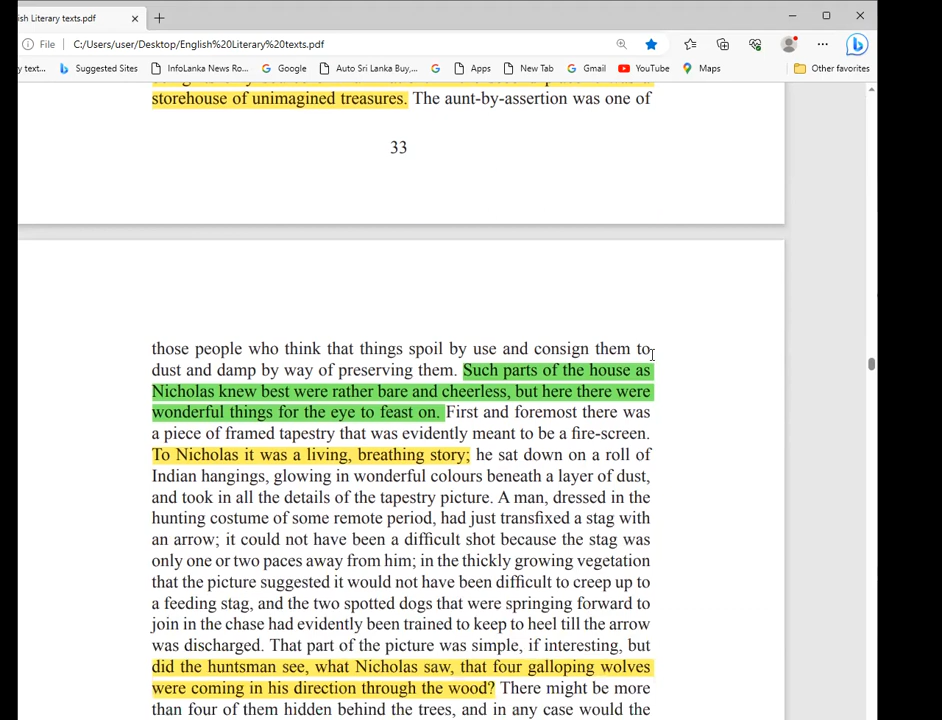 sh Literary texts.pdf
File C:/Users/user/Desktop/English%20Literary%20texts.pdf
y text... Suggested Sites InfoLanka News Ro... Google Auto Sri Lanka Buy,... Apps New Tab Gmail YouTube Maps Other favorites
storehouse of unimagined treasures. The aunt-by-assertion was one of
33
those people who think that things spoil by use and consign them to
dust and damp by way of preserving them. Such parts of the house as
Nicholas knew best were rather bare and cheerless, but here there were
wonderful things for the eye to feast on. First and foremost there was
a piece of framed tapestry that was evidently meant to be a fire-screen.
To Nicholas it was a living, breathing story; he sat down on a roll of
Indian hangings, glowing in wonderful colours beneath a layer of dust,
and took in all the details of the tapestry picture. A man, dressed in the
hunting costume of some remote period, had just transfixed a stag with
an arrow; it could not have been a difficult shot because the stag was
only one or two paces away from him; in the thickly growing vegetation
that the picture suggested it would not have been difficult to creep up to
a feeding stag, and the two spotted dogs that were springing forward to
join in the chase had evidently been trained to keep to heel till the arrow
was discharged. That part of the picture was simple, if interesting, but
did the huntsman see, what Nicholas saw, that four galloping wolves
were coming in his direction through the wood? There might be more
than four of them hidden behind the trees, and in any case would the